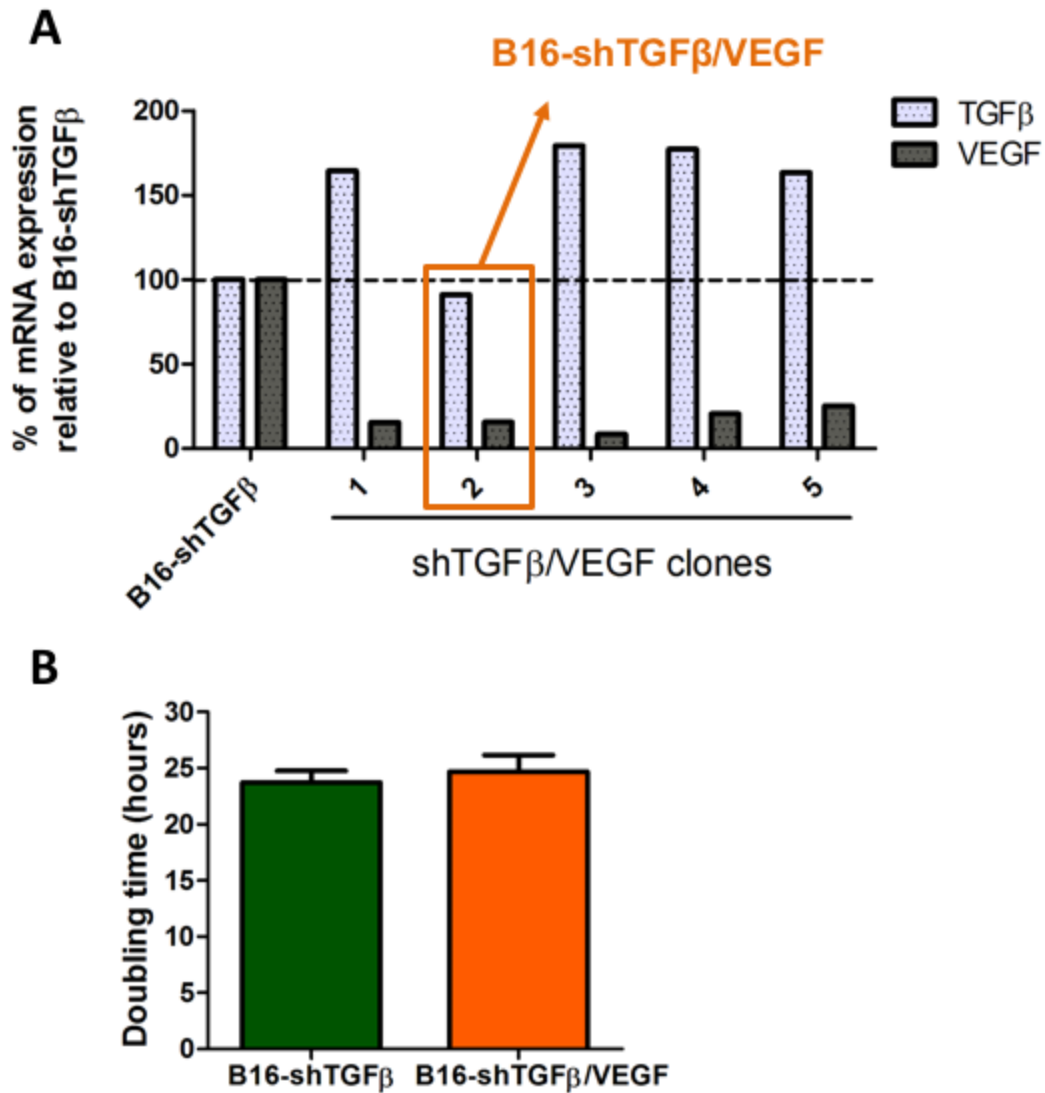 A
B16-shTGFβ/VEGF
% of mRNA expression
relative to B16-shTGFβ
200
150
100
50
0
TGFβ
VEGF
B16-shTGFβ
1
2
3
4
5
shTGFβ/VEGF clones
B
Doubling time (hours)
30
25
20
15
10
5
0
B16-shTGFβ
B16-shTGFβ/VEGF